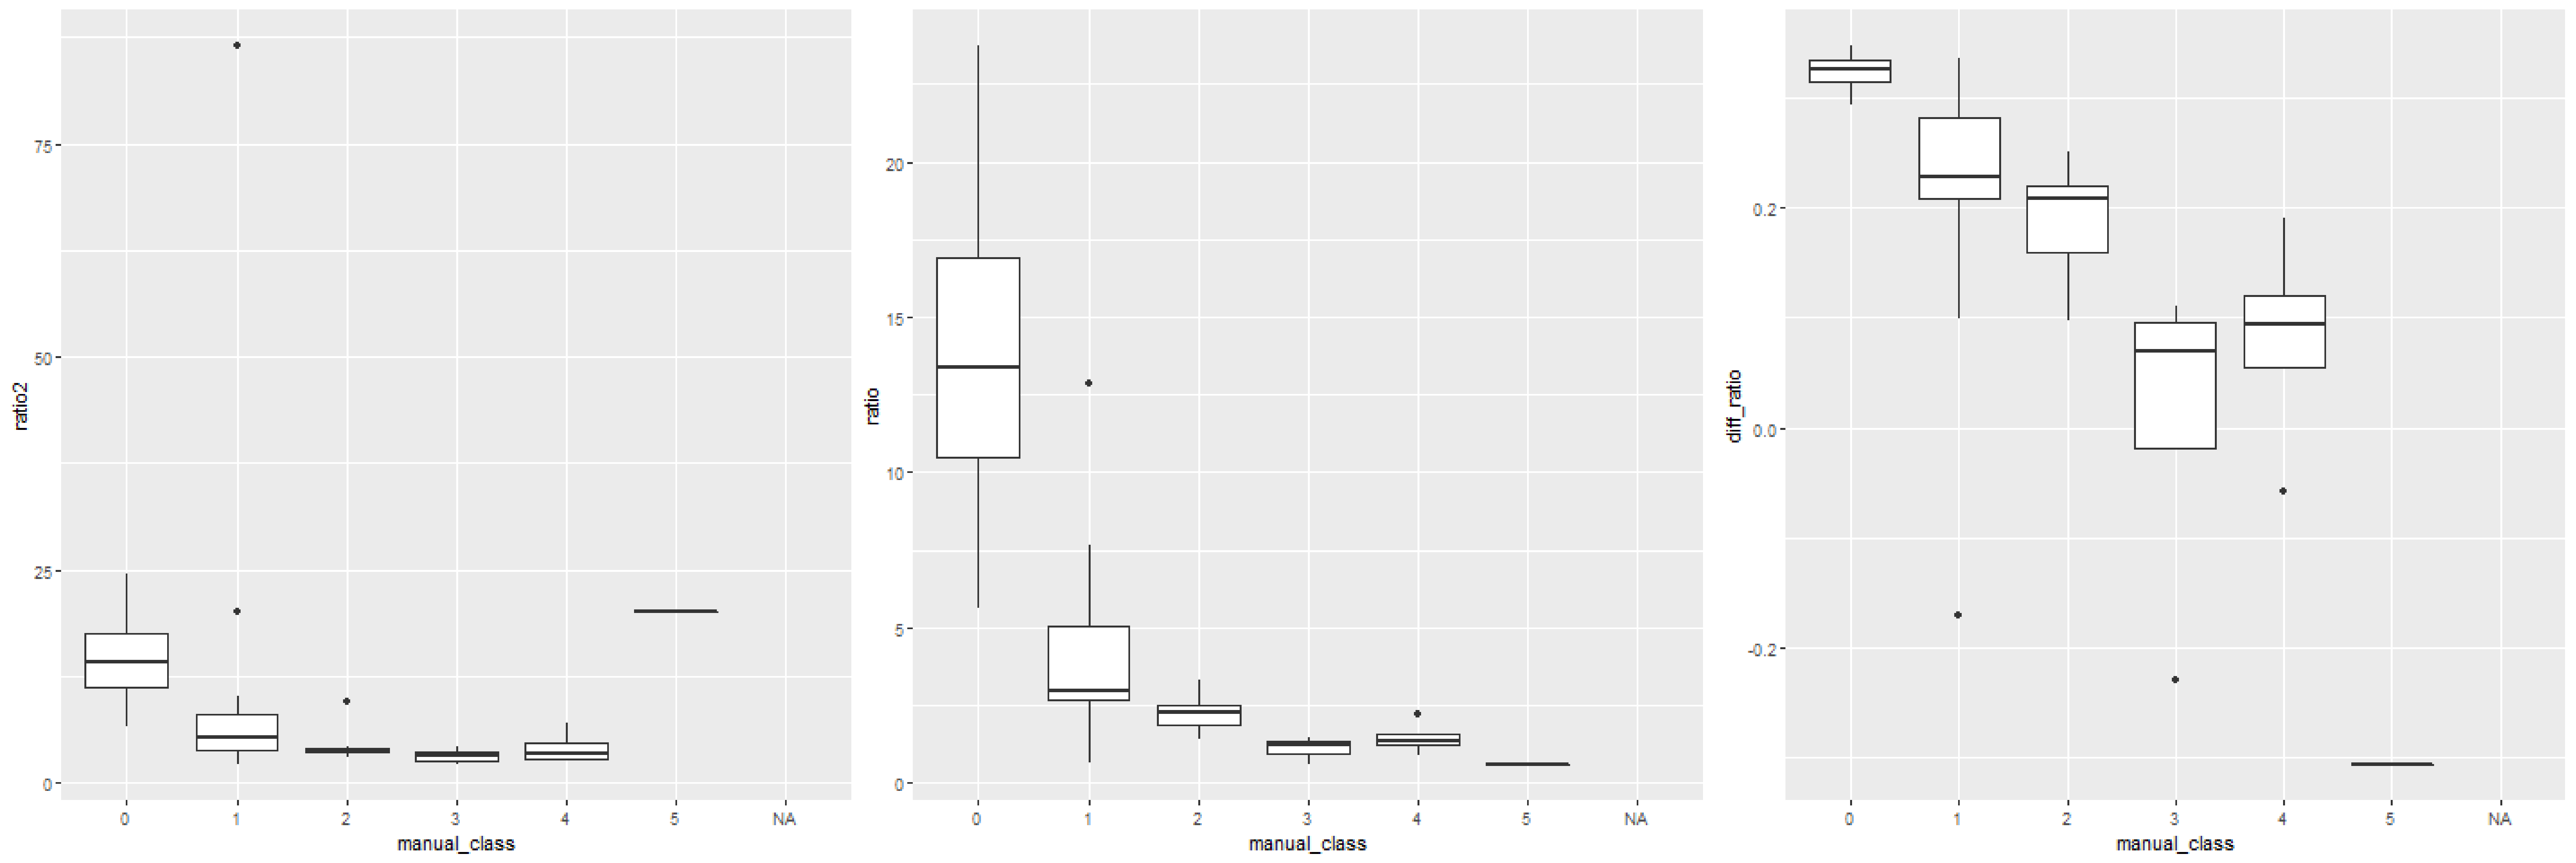 75
50
25
0
ratio2
0 1 2 3 4 5 NA
manual_class
20
15
10
5
0
ratio
0 1 2 3 4 5 NA
manual_class
0.2
0.0
-0.2
diff_ratio
0 1 2 3 4 5 NA
manual_class